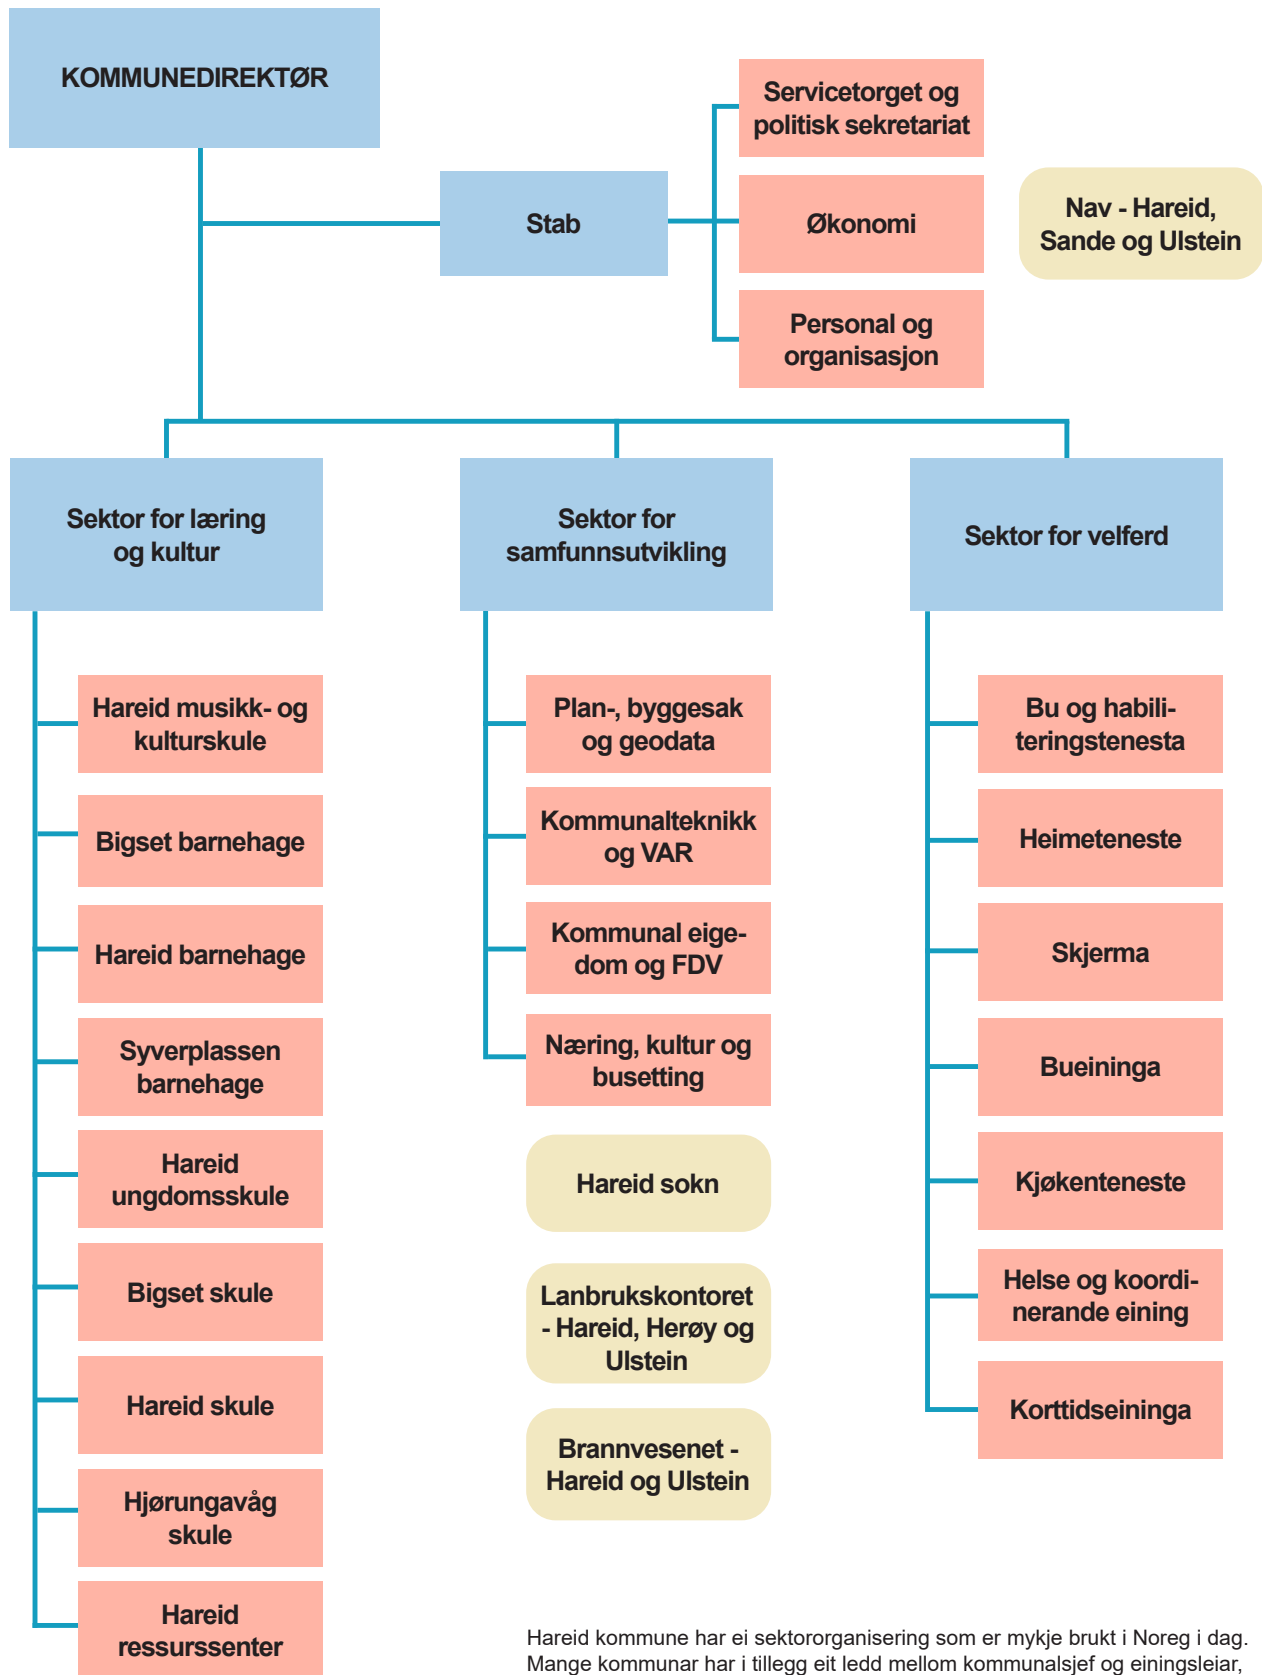 KOMMUNEDIREKTØR
Stab
Servicetorget og
politisk sekretariat
Økonomi
Personal og
organisasjon
Nav - Hareid,
Sande og Ulstein
Sektor for læring
og kultur
Hareid musikk- og
kulturskule
Bigset barnehage
Hareid barnehage
Syverplassen
barnehage
Hareid
ungdomsskule
Bigset skule
Hareid skule
Hjørungavåg
skule
Hareid
ressurssenter
Sektor for
samfunnsutvikling
Plan-, byggesak
og geodata
Kommunalteknikk
og VAR
Kommunal eige-
dom og FDV
Næring, kultur og
busetting
Hareid sokn
Lanbrukskontoret
- Hareid, Herøy og
Ulstein
Brannvesenet -
Hareid og Ulstein
Sektor for velferd
Bu og habili-
teringstenesta
Heimeteneste
Skjerma
Bueininga
Kjøkenteneste
Helse og koordi-
nerande eining
Korttidseininga
Hareid kommune har ei sektororganisering som er mykje brukt i Noreg i dag.
Mange kommunar har i tillegg eit ledd mellom kommunalsjef og einingsleiar,